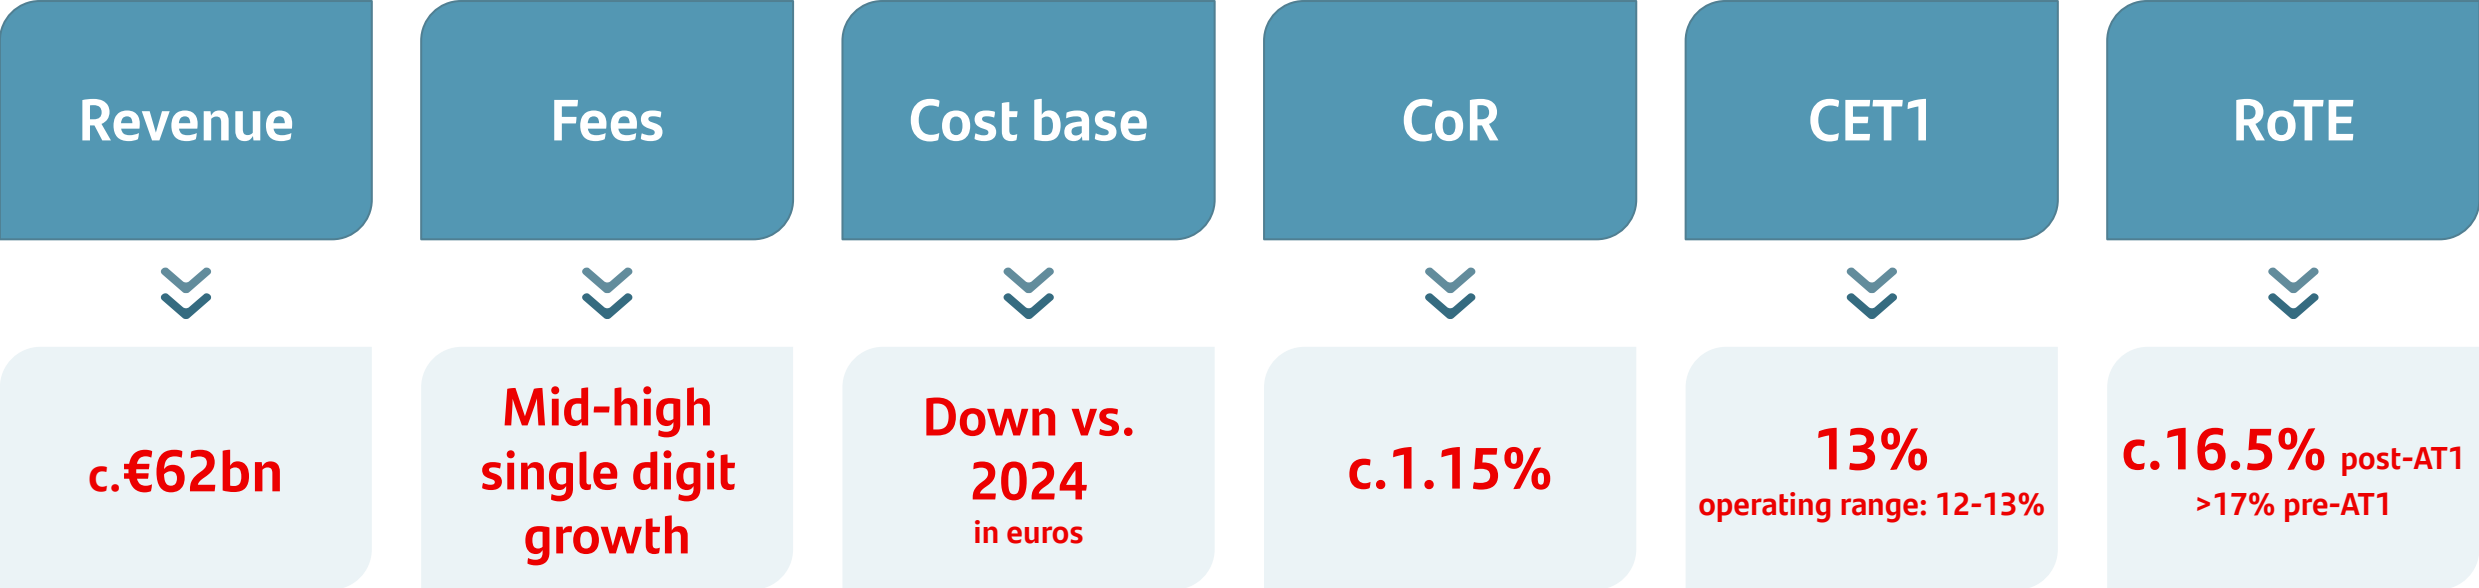 Revenue
Fees
Cost base
CoR
CET1
RoTE
c.€62bn
Mid-high
single digit
growth
Down vs.
2024
in euros
c.1.15%
13%
operating range: 12-13%
c.16.5% post-AT1
>17% pre-AT1